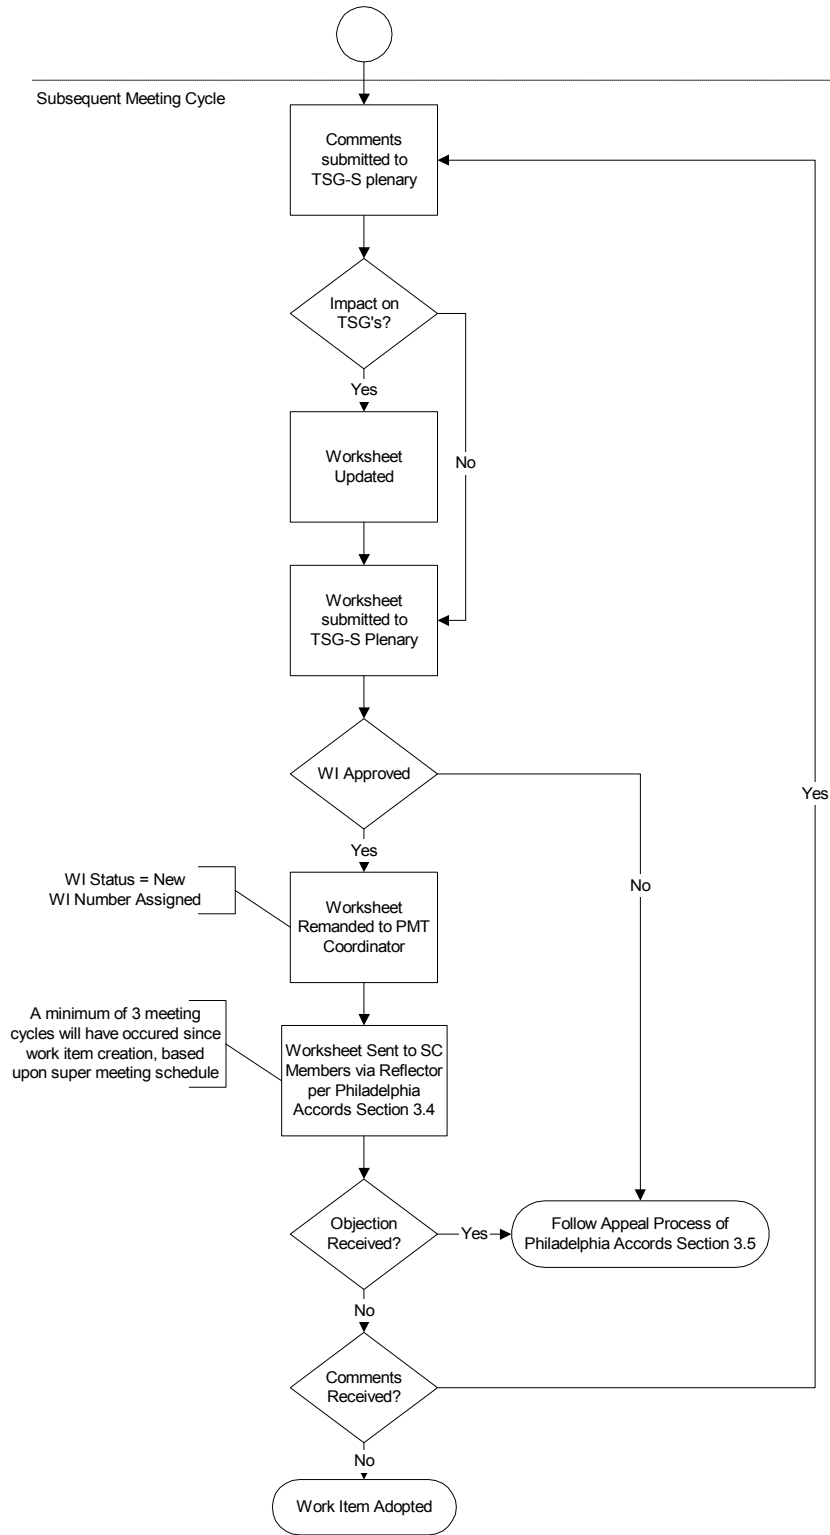 Subsequent Meeting Cycle
Comments
submitted to
TSG-S plenary
Impact on
TSG's?
Yes
No
Worksheet
Updated
Worksheet
submitted to
TSG-S Plenary
WI Approved
Yes
No
Yes
WI Status = New
WI Number Assigned
Worksheet
Remanded to PMT
Coordinator
A minimum of 3 meeting
cycles will have occured since
work item creation, based
upon super meeting schedule
Worksheet Sent to SC
Members via Reflector
per Philadelphia
Accords Section 3.4
Objection
Received?
Yes
Follow Appeal Process of
Philadelphia Accords Section 3.5
No
Comments
Received?
No
Work Item Adopted